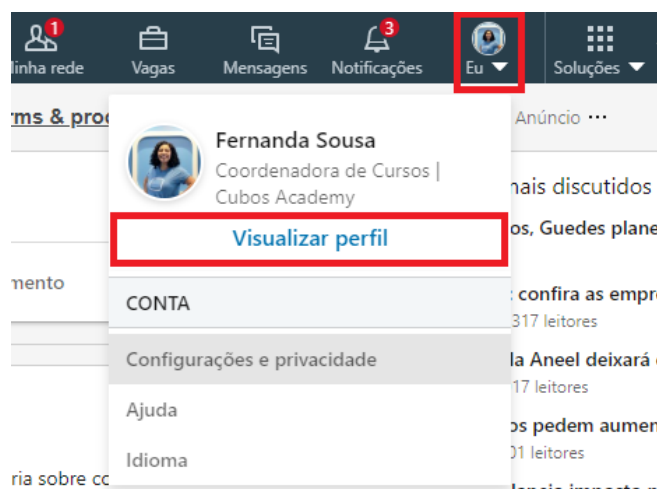 1
3
inha rede
Vagas
Mensagens
Notificações
Eu
Soluções
rms & pro
Anúncio ...
Fernanda Sousa
Coordenadora de Cursos |
Cubos Academy
Visualizar perfil
CONTA
Configurações e privacidade
Ajuda
Idioma
mento
ria sobre co
nais discutidos
os, Guedes plane
: confira as empr
317 leitores
la Aneel deixará
17 leitores
os pedem aumen
01 leitores